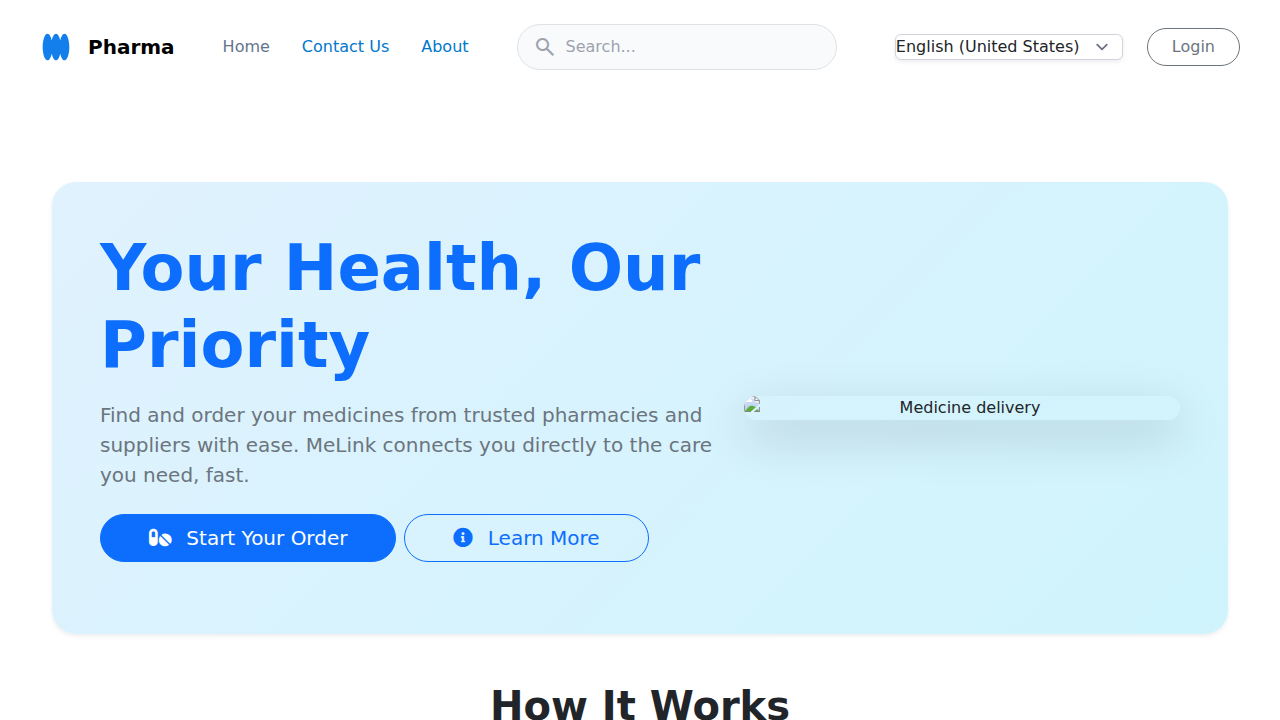 Pharma
Home
Contact Us
About
Search...
English (United States)
Login
Your Health, Our
Priority
Find and order your medicines from trusted pharmacies and
suppliers with ease. MeLink connects you directly to the care
you need, fast.
Medicine delivery
Start Your Order
Learn More
How It Works